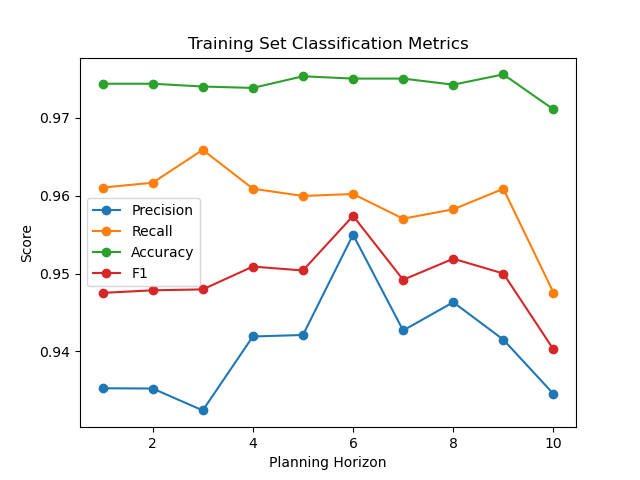 Training Set Classification Metrics
0.97
0.96
0.95
0.94
Score
Precision
Recall
Accuracy
F1
2 4 6 8 10
Planning Horizon